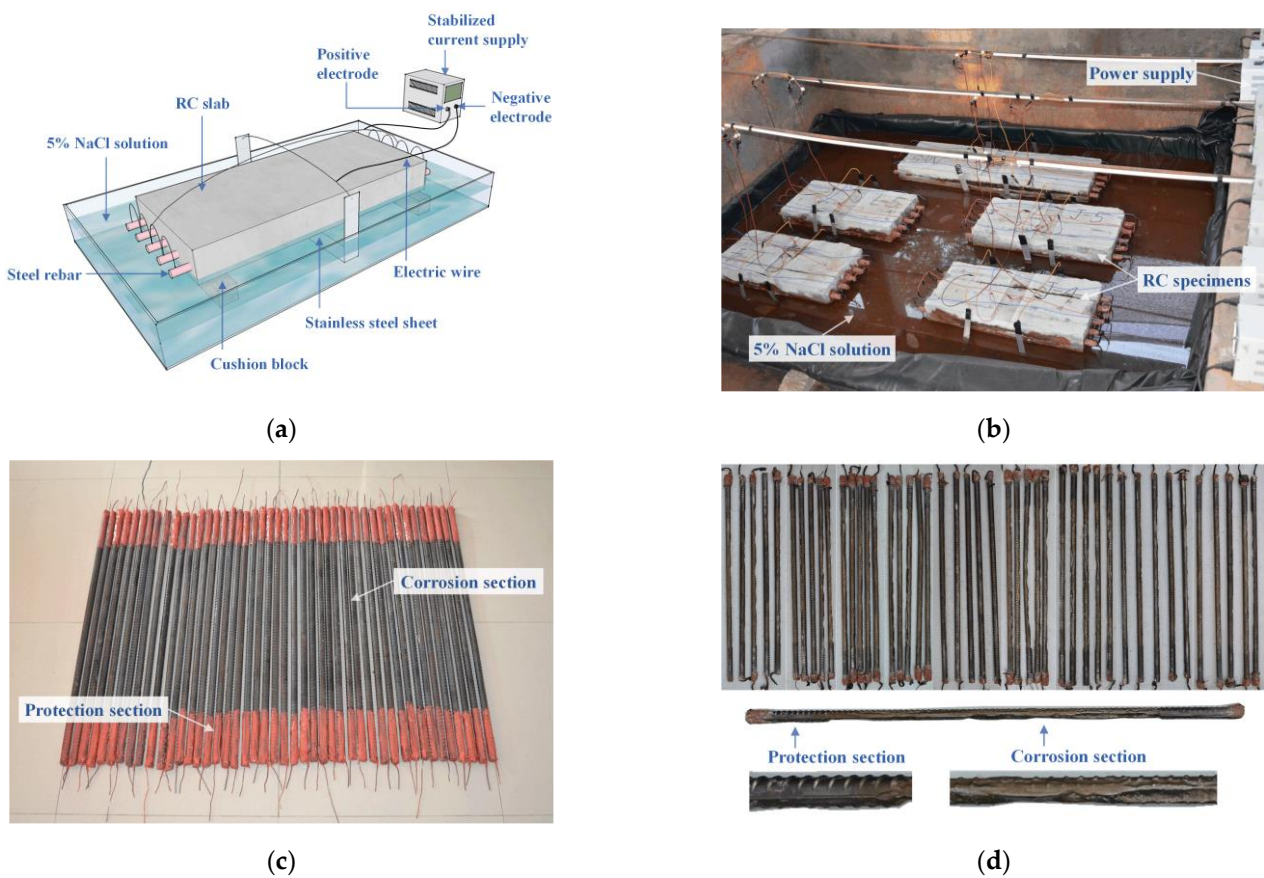 Stabilized
current supply
Positive
electrode
Negative
electrode
RC slab
5% NaCl solution
Steel rebar
Electric wire
Stainless steel sheet
Cushion block
(a)
Power supply
RC specimens
5% NaCl solution
(b)
Corrosion section
Protection section
(c)
Protection section
Corrosion section
(d)